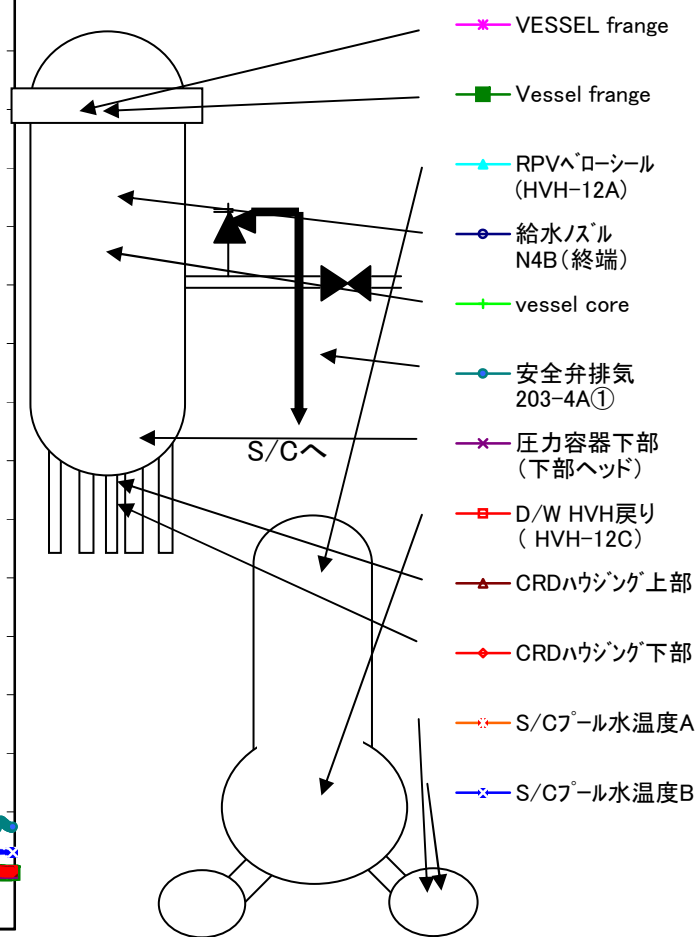 VESSEL frange
Vessel frange
RPVベローシール
(HVH-12A)
給水ノズル
N4B(終端)
vessel core
安全弁排気
203-4A①
圧力容器下部
(下部ヘッド)
S/Cへ
D/W HVH戻り
( HVH-12C)
CRDハウジング上部
CRDハウジング下部
S/Cプール水温度A
S/Cプール水温度B